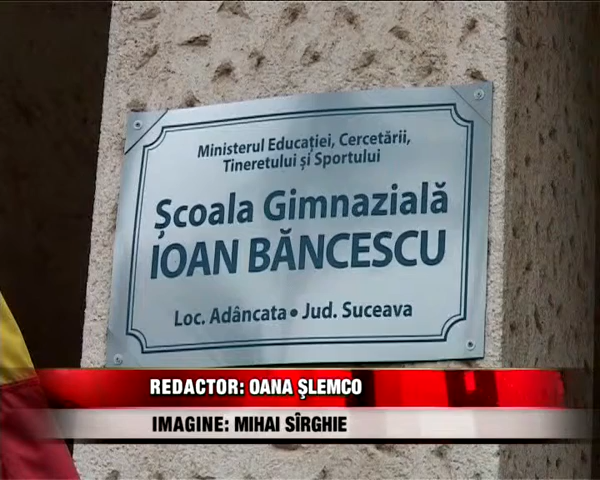 Ministerul Educației, Cercetării,
Tineretului și Sportului
Școala Gimnazială
IOAN BĂNCESCU
Loc. Adâncata • Jud. Suceava
REDACTOR: OANA ŞLEMCO
IMAGINE: MIHAI SÎRGHIE